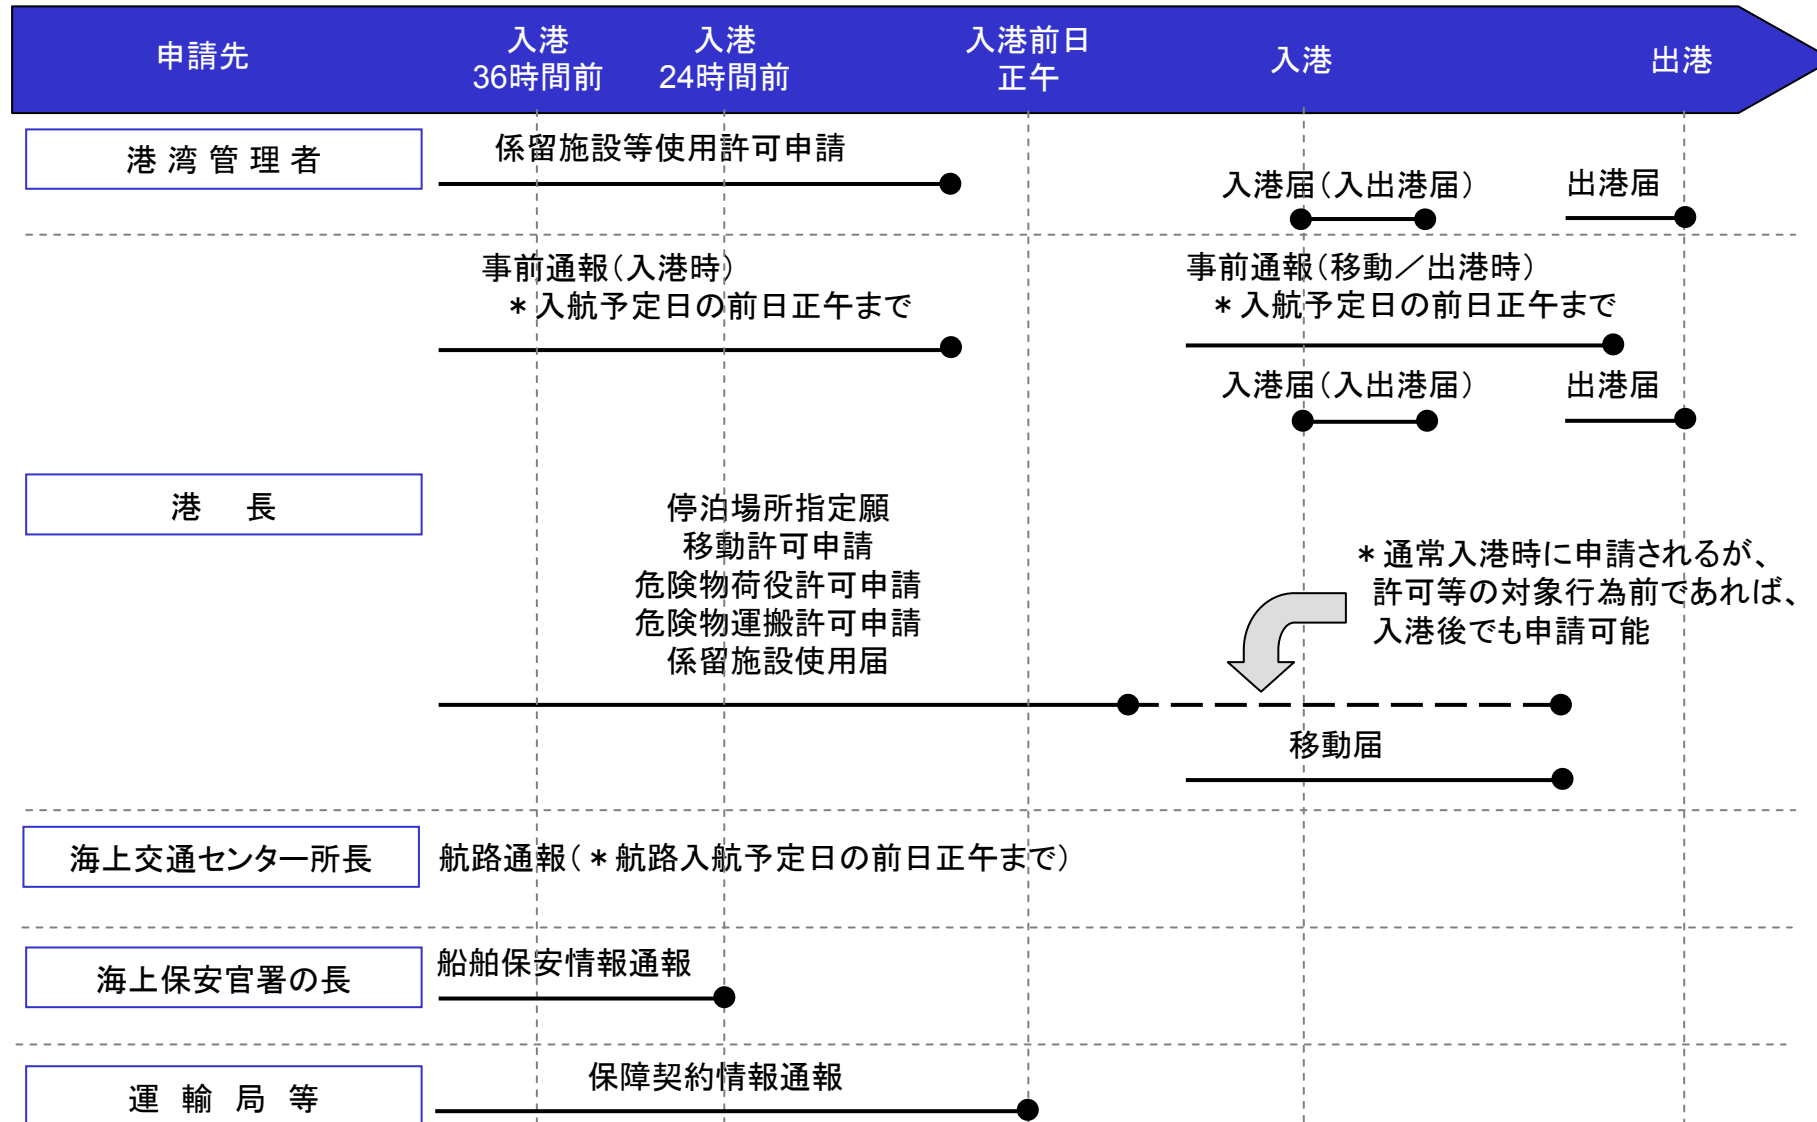 申請先
入港
36時間前
入港
24時間前
入港前日
正午
入港
出港
港湾管理者
係留施設等使用許可申請
入港届(入出港届)
出港届
事前通報(入港時)
＊入航予定日の前日正午まで
事前通報(移動／出港時)
＊入航予定日の前日正午まで
入港届(入出港届)
出港届
港　長
停泊場所指定願
移動許可申請
危険物荷役許可申請
危険物運搬許可申請
係留施設使用届
＊通常入港時に申請されるが、
許可等の対象行為前であれば、
入港後でも申請可能
移動届
海上交通センター所長
航路通報(＊航路入航予定日の前日正午まで)
海上保安官署の長
船舶保安情報通報
運輸局等
保障契約情報通報